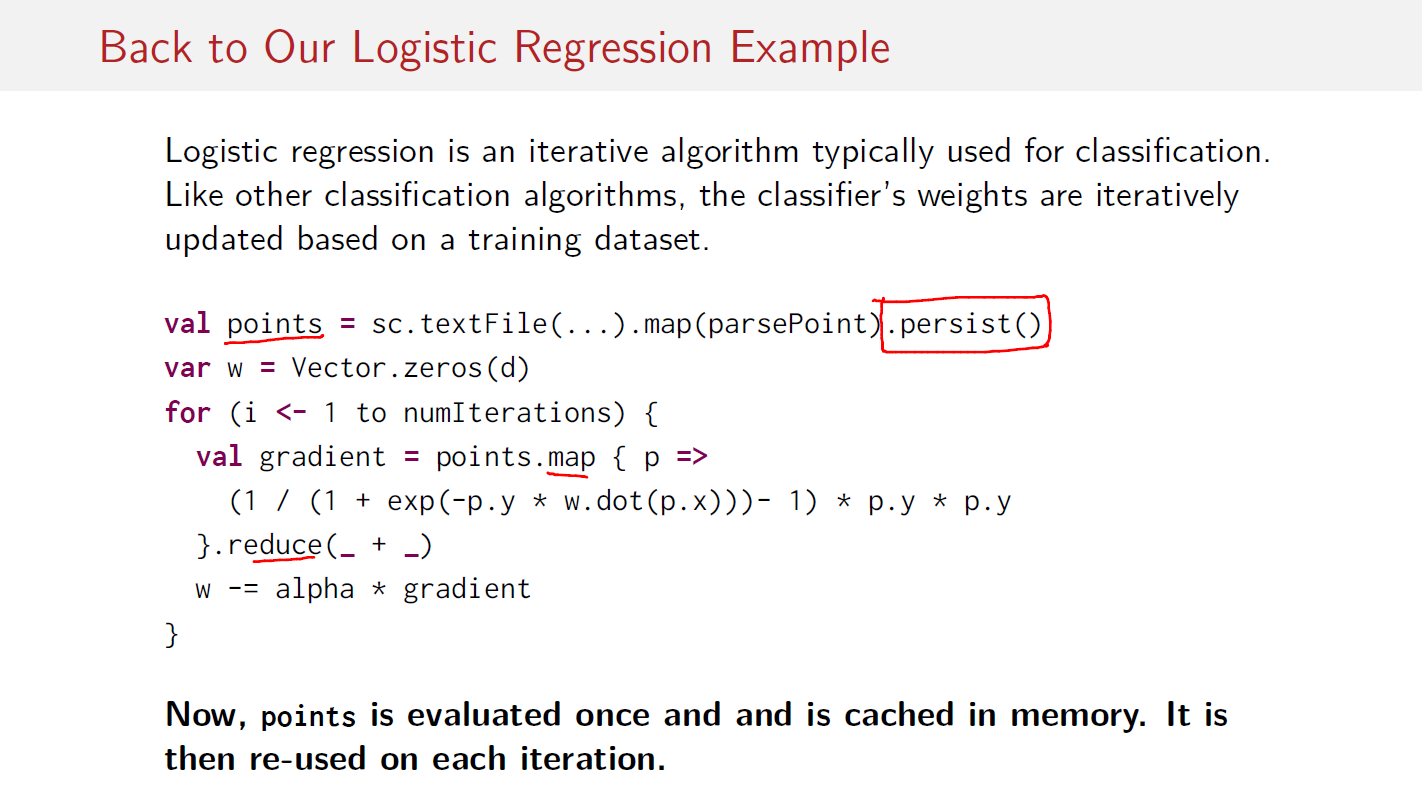 Back to Our Logistic Regression Example
Logistic regression is an iterative algorithm typically used for classification.
Like other classification algorithms, the classifier's weights are iteratively
updated based on a training dataset.
val points = sc.textFile(...).map(parsePoint).persist()
var w = Vector.zeros(d)
for (i <- 1 to numIterations) {
  val gradient = points.map { p =>
    (1 / (1 + exp(-p.y * w.dot(p.x)))- 1) * p.y * p.y
  }.reduce(_ + _)
  w -= alpha * gradient
}
Now, points is evaluated once and and is cached in memory. It is
then re-used on each iteration.